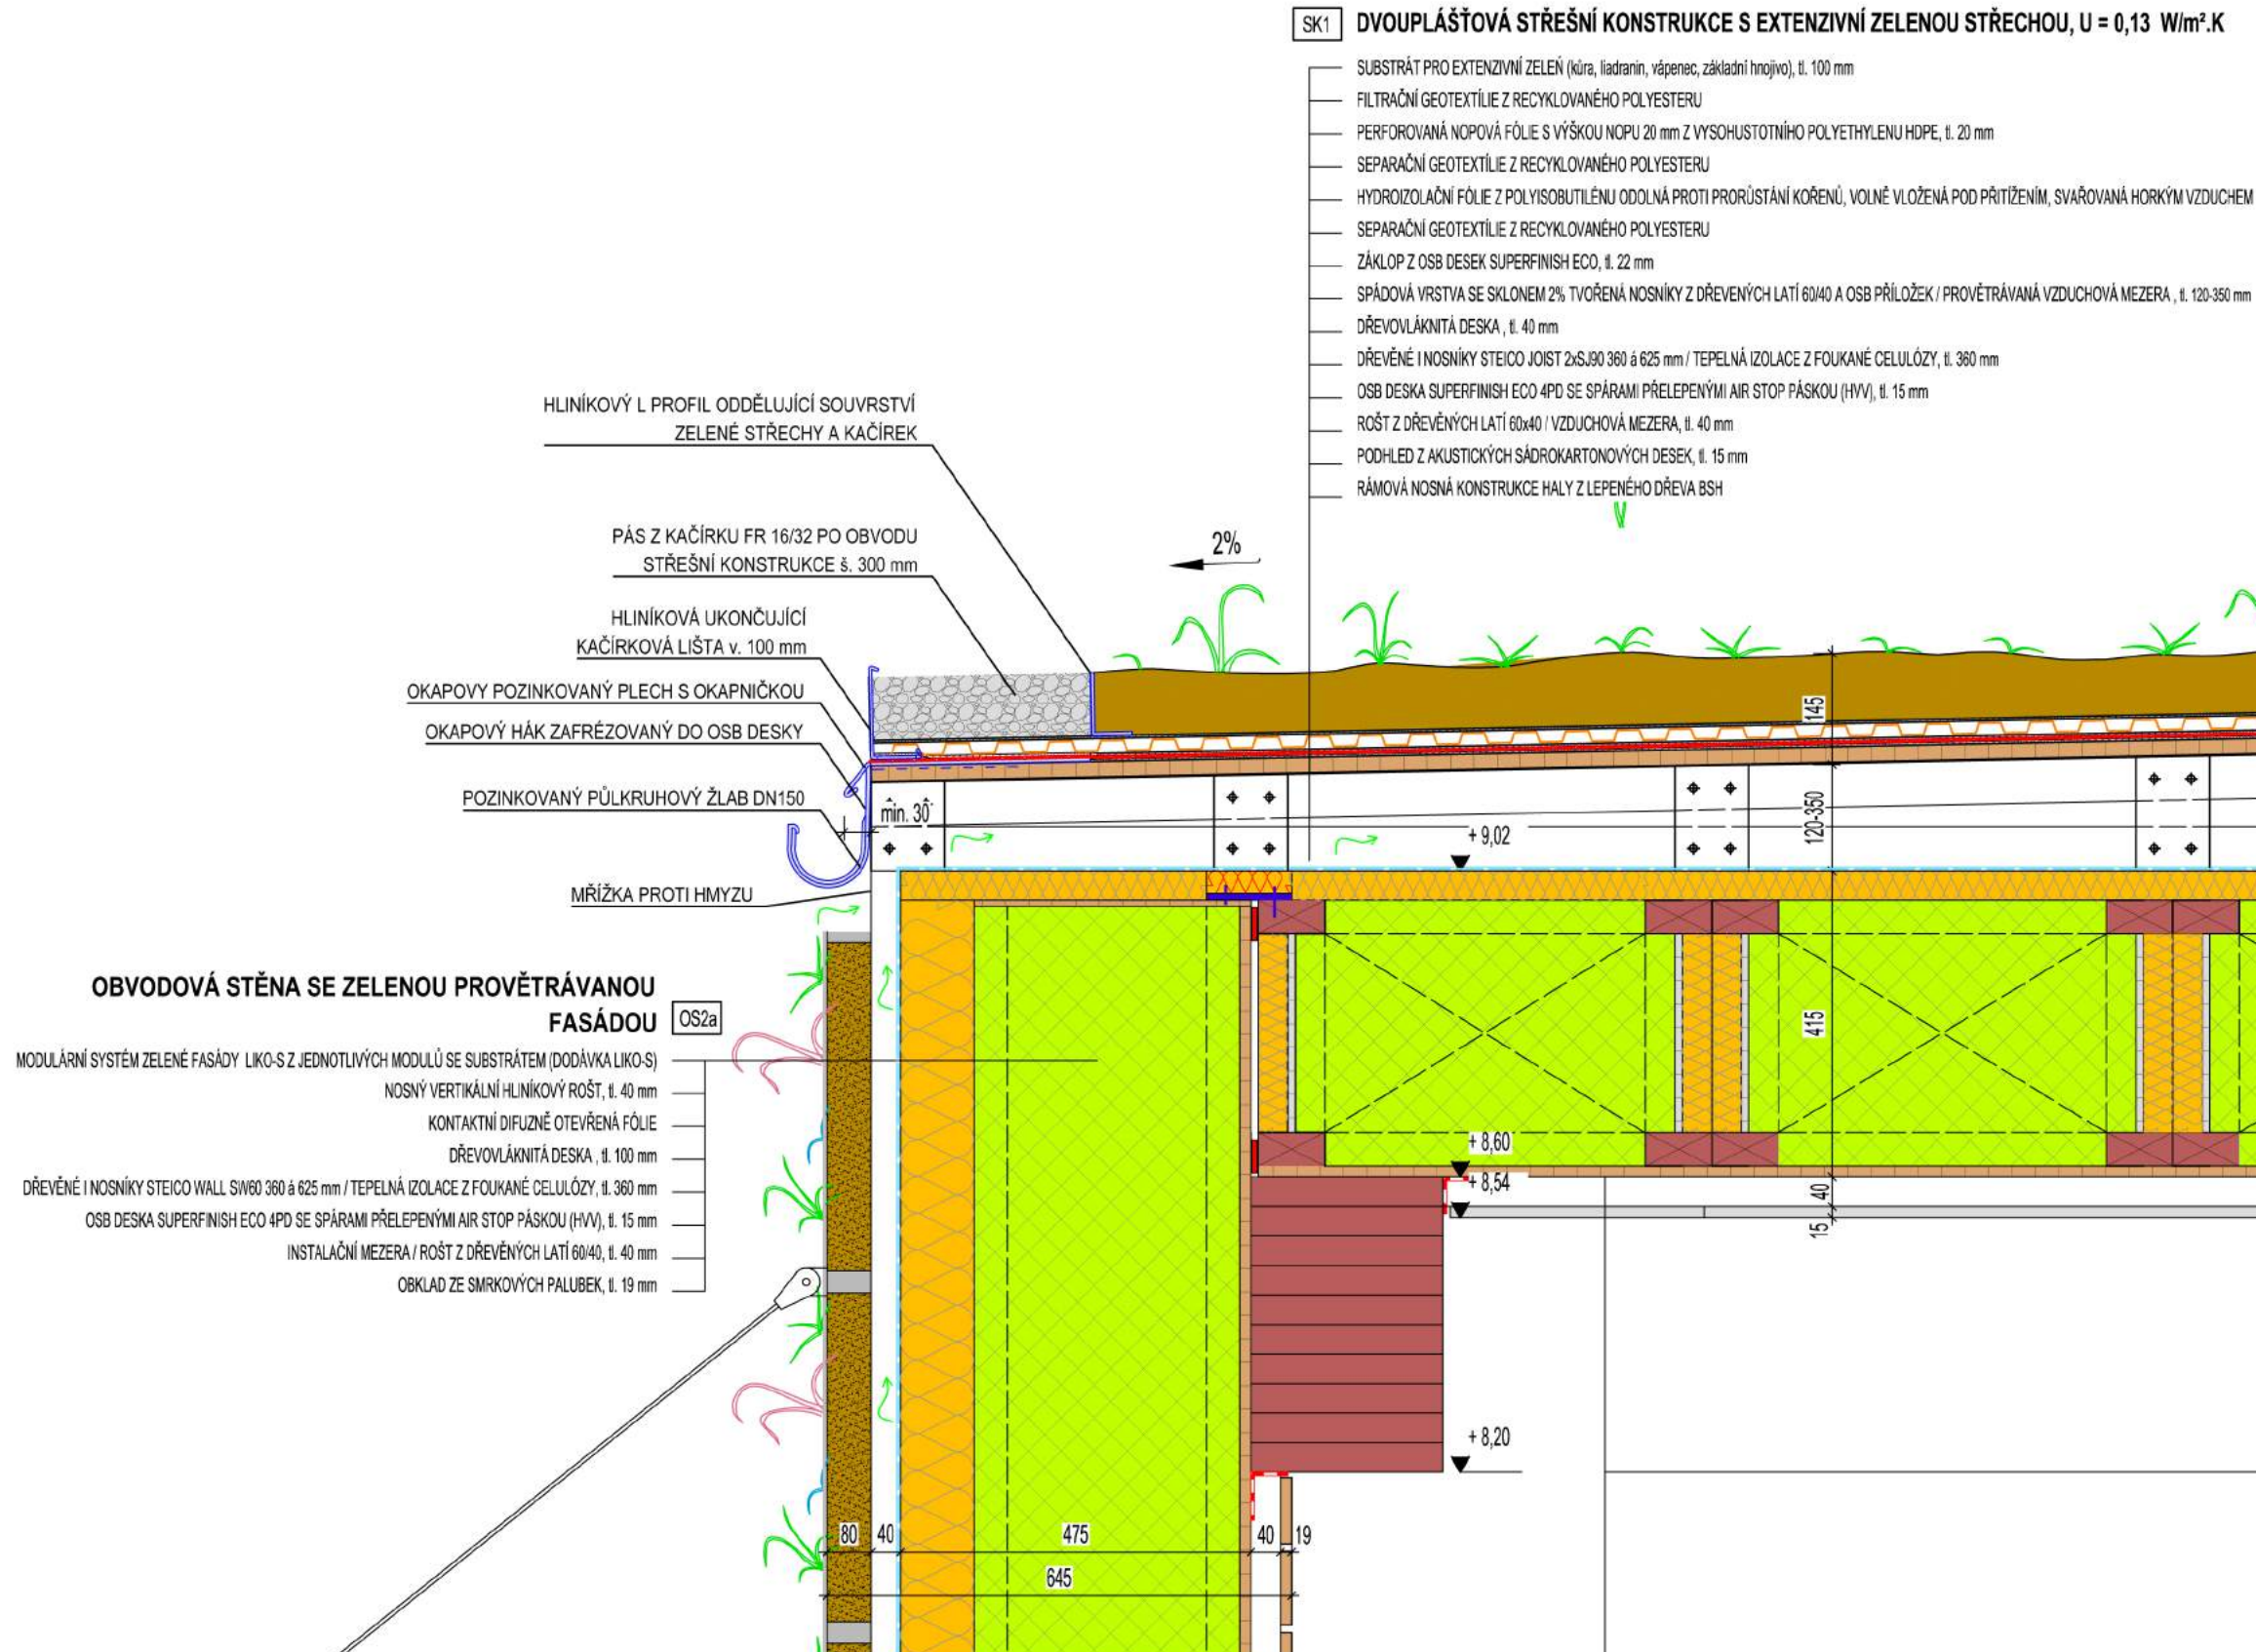 SK1 DVOUPLÁŠŤOVÁ STŘEŠNÍ KONSTRUKCE S EXTENZIVNÍ ZELENOU STŘECHOU, U = 0,13 W/m².K
SUBSTRÁT PRO EXTENZIVNÍ ZELEŇ (kůra, liadranin, vápenec, základní hnojivo), tl. 100 mm
FILTRAČNÍ GEOTEXTÍLIE Z RECYKLOVANÉHO POLYESTERU
PERFOROVANÁ NOPOVÁ FÓLIE S VÝŠKOU NOPU 20 mm Z VYSOHUSTOTNÍHO POLYETHYLENU HDPE, tl. 20 mm
SEPARAČNÍ GEOTEXTÍLIE Z RECYKLOVANÉHO POLYESTERU
HYDROIZOLAČNÍ FÓLIE Z POLYISOBUTILÉNU ODOLNÁ PROTI PRORŮSTÁNÍ KOŘENŮ, VOLNĚ VLOŽENÁ POD PŘITÍŽENÍM, SVAŘOVANÁ HORKÝM VZDUCHEM
SEPARAČNÍ GEOTEXTÍLIE Z RECYKLOVANÉHO POLYESTERU
ZÁKLOP Z OSB DESEK SUPERFINISH ECO, tl. 22 mm
SPÁDOVÁ VRSTVA SE SKLONEM 2% TVOŘENÁ NOSNÍKY Z DŘEVENÝCH LATÍ 60/40 A OSB PŘÍLOŽEK / PROVĚTRÁVANÁ VZDUCHOVÁ MEZERA , tl. 120-350 mm
DŘEVOVLÁKNITÁ DESKA , tl. 40 mm
DŘEVĚNÉ I NOSNÍKY STEICO JOIST 2xSJ90 360 á 625 mm / TEPELNÁ IZOLACE Z FOUKANÉ CELULÓZY, tl. 360 mm
OSB DESKA SUPERFINISH ECO 4PD SE SPÁRAMI PŘELEPENÝMI AIR STOP PÁSKOU (HVV), tl. 15 mm
ROŠT Z DŘEVĚNÝCH LATÍ 60x40 / VZDUCHOVÁ MEZERA, tl. 40 mm
PODHLED Z AKUSTICKÝCH SÁDROKARTONOVÝCH DESEK, tl. 15 mm
RÁMOVÁ NOSNÁ KONSTRUKCE HALY Z LEPENÉHO DŘEVA BSH
HLINÍKOVÝ L PROFIL ODDĚLUJÍCÍ SOUVRSTVÍ
ZELENÉ STŘECHY A KAČÍREK
PÁS Z KAČÍRKU FR 16/32 PO OBVODU
STŘEŠNÍ KONSTRUKCE š. 300 mm
2%
HLINÍKOVÁ UKONČUJÍCÍ
KAČÍRKOVÁ LIŠTA v. 100 mm
OKAPOVY POZINKOVANÝ PLECH S OKAPNIČKOU
OKAPOVÝ HÁK ZAFRÉZOVANÝ DO OSB DESKY
POZINKOVANÝ PŮLKRUHOVÝ ŽLAB DN150
MŘÍŽKA PROTI HMYZU
min. 30
145
120-350
+ 9,02
415
+ 8,60
+ 8,54
40
15
+ 8,20
OBVODOVÁ STĚNA SE ZELENOU PROVĚTRÁVANOU
FASÁDOU OS2a
MODULÁRNÍ SYSTÉM ZELENÉ FASÁDY LIKO-S Z JEDNOTLIVÝCH MODULŮ SE SUBSTRÁTEM (DODÁVKA LIKO-S)
NOSNÝ VERTIKÁLNÍ HLINÍKOVÝ ROŠT, tl. 40 mm
KONTAKTNÍ DIFUZNĚ OTEVŘENÁ FÓLIE
DŘEVOVLÁKNITÁ DESKA , tl. 100 mm
DŘEVĚNÉ I NOSNÍKY STEICO WALL SW60 360 á 625 mm / TEPELNÁ IZOLACE Z FOUKANÉ CELULÓZY, tl. 360 mm
OSB DESKA SUPERFINISH ECO 4PD SE SPÁRAMI PŘELEPENÝMI AIR STOP PÁSKOU (HVV), tl. 15 mm
INSTALAČNÍ MEZERA / ROŠT Z DŘEVĚNÝCH LATÍ 60/40, tl. 40 mm
OBKLAD ZE SMRKOVÝCH PALUBEK, tl. 19 mm
80 40 475 40 19
645